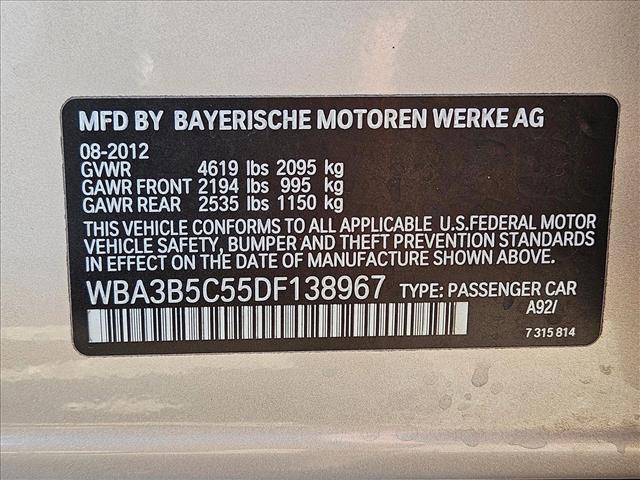 MFD BY BAYERISCHE MOTOREN WERKE AG
08-2012
GVWR 4619 lbs 2095 kg
GAWR FRONT 2194 lbs 995 kg
GAWR REAR 2535 lbs 1150 kg
THIS VEHICLE CONFORMS TO ALL APPLICABLE U.S.FEDERAL MOTOR
VEHICLE SAFETY, BUMPER AND THEFT PREVENTION STANDARDS
IN EFFECT ON THE DATE OF MANUFACTURE SHOWN ABOVE.
WBA3B5C55DF138967 TYPE: PASSENGER CAR
A92/
7 315 814